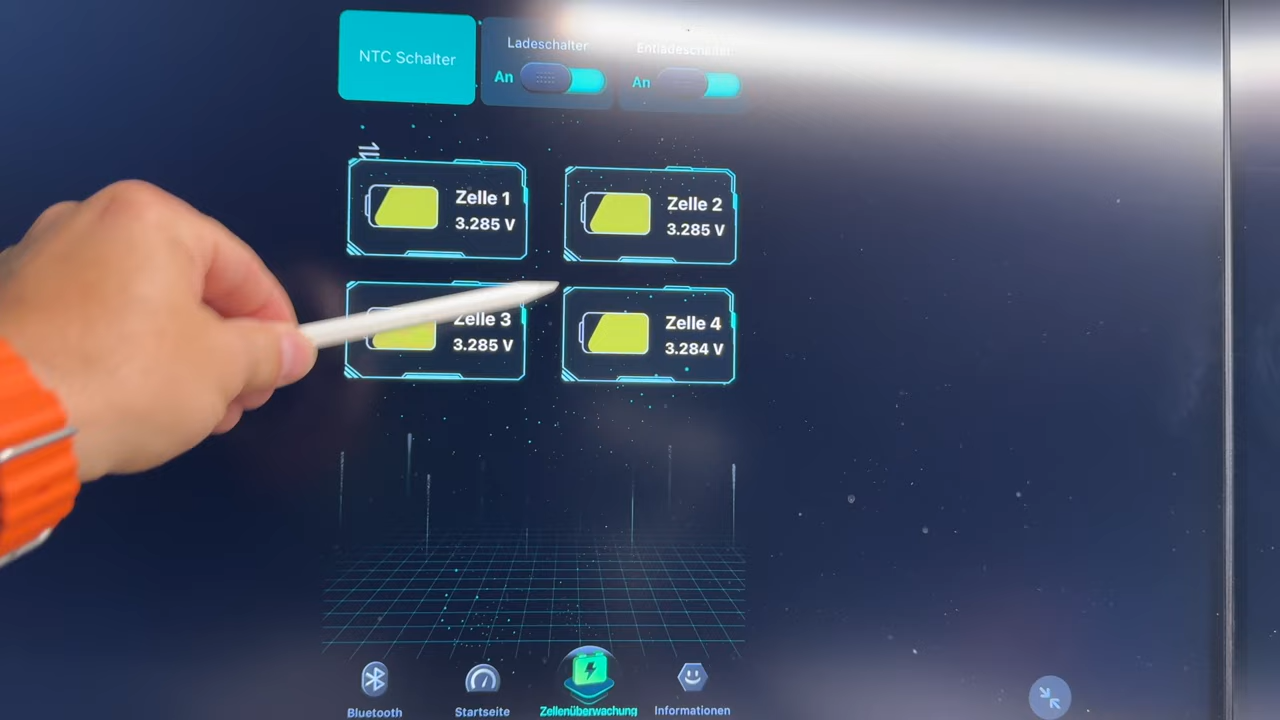 NTC Schalter
Ladeschalter
An
Entladeschalter
An
Zelle 1
3.285 V
Zelle 2
3.285 V
Zelle 3
3.285 V
Zelle 4
3.284 V
Bluetooth
Startseite
Zellenüberwachung
Informationen